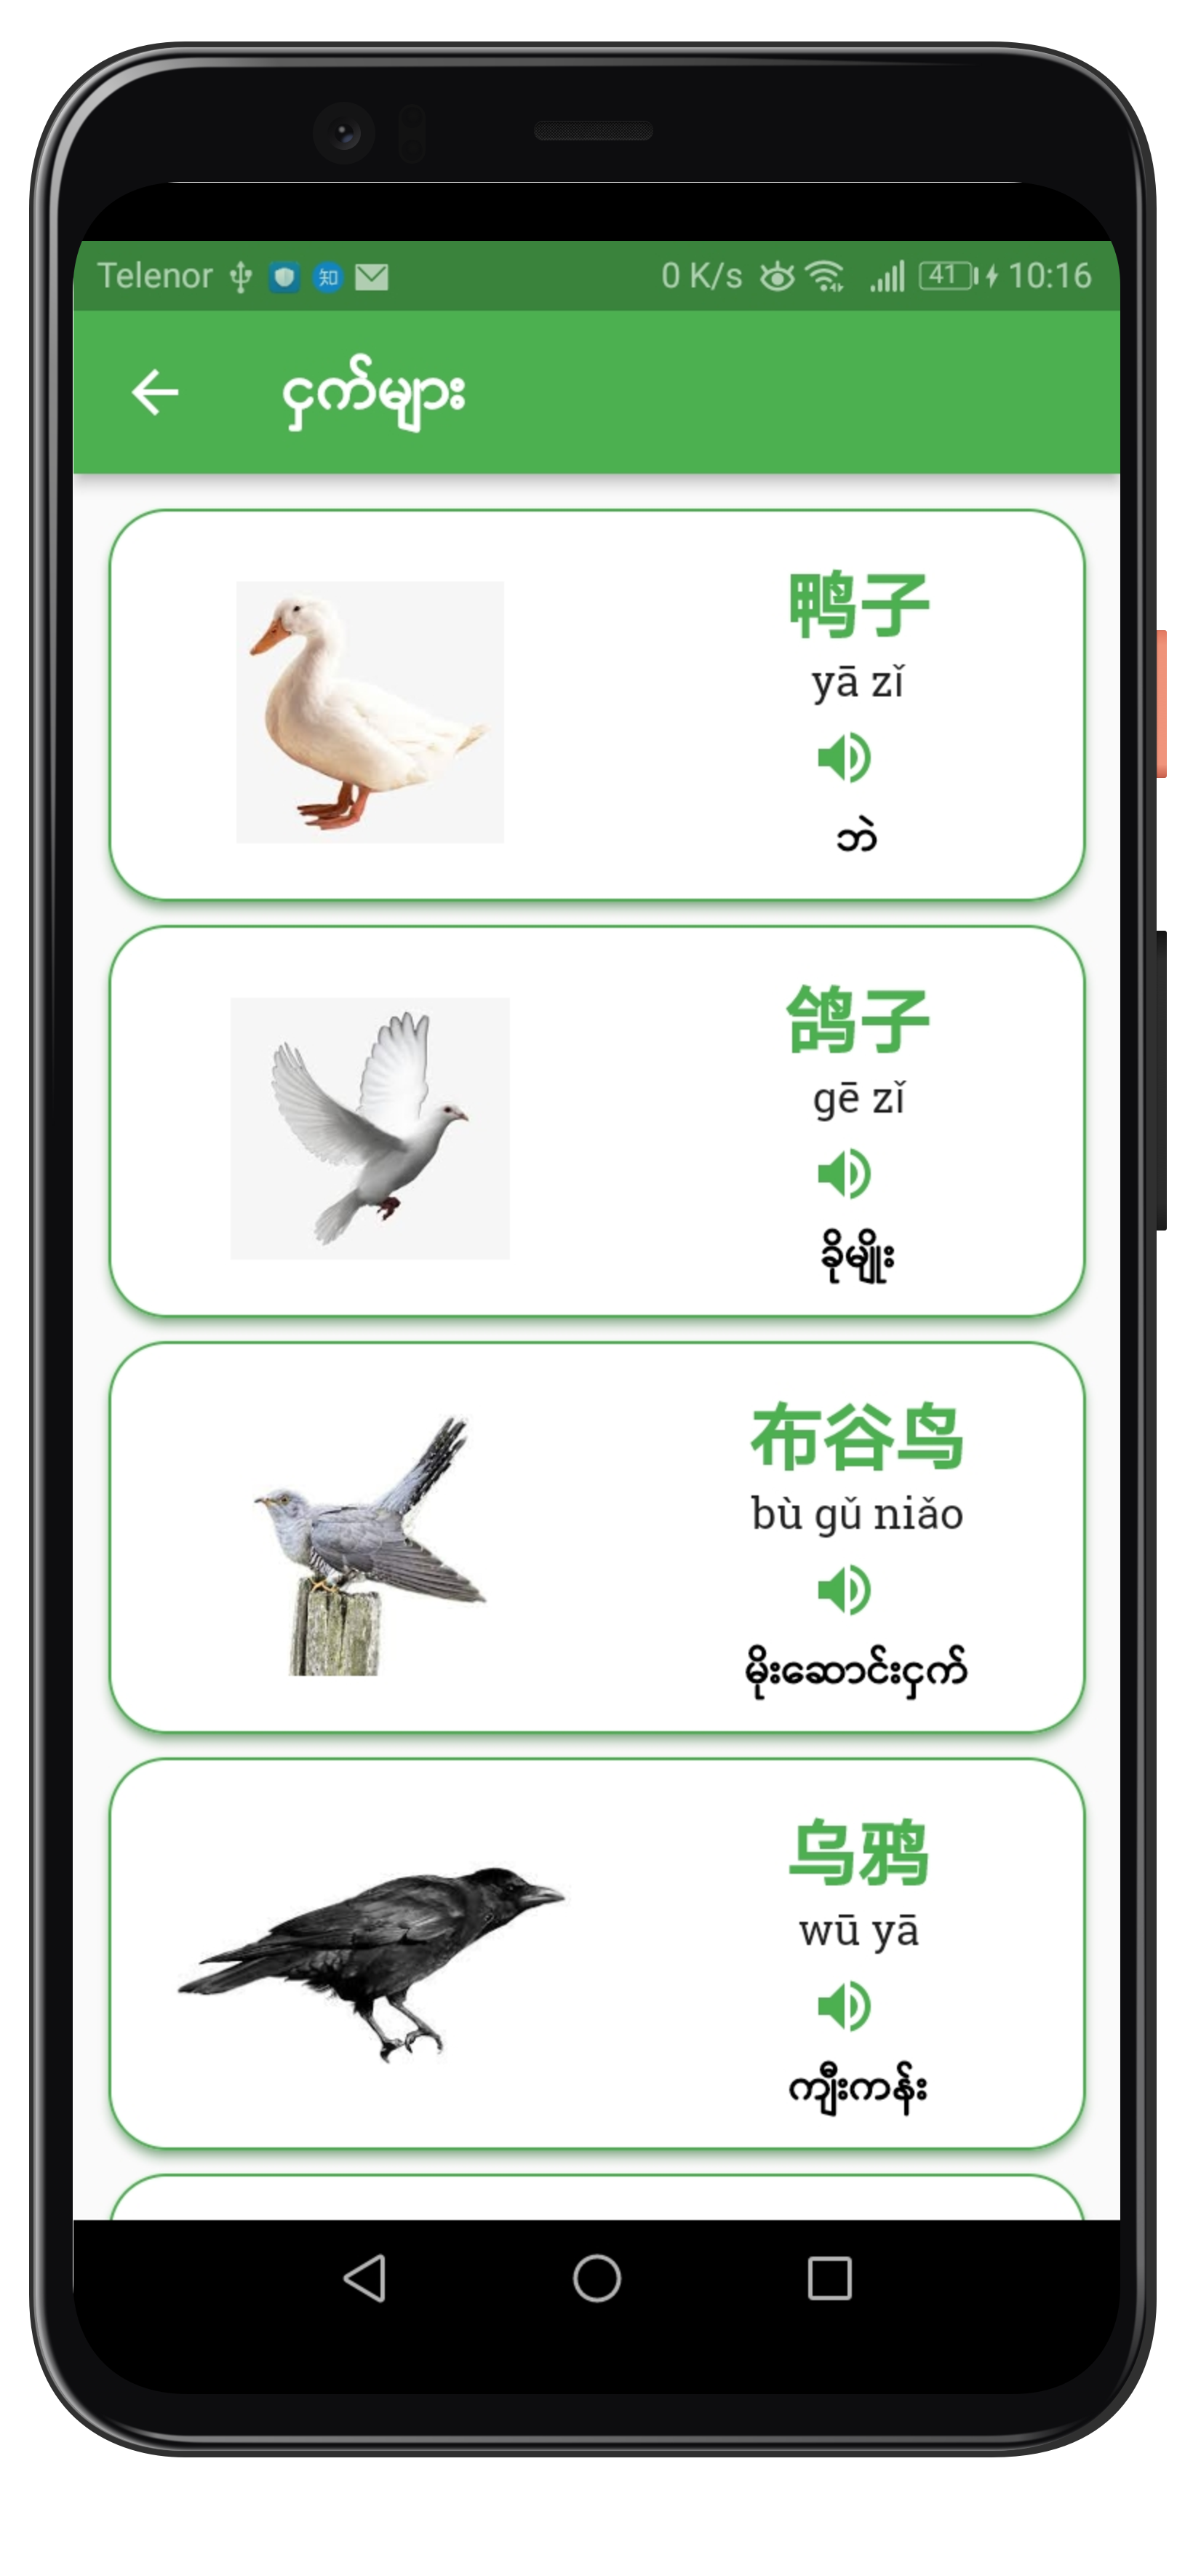 Telenor 知 0 K/s 41 10:16
ငှက်များ
鸭子
yā zǐ
ဘဲ
鸽子
gē zǐ
ခိုမျိုး
布谷鸟
bù gǔ niǎo
မိုးဆောင်းငှက်
乌鸦
wū yā
ကျီးကန်း